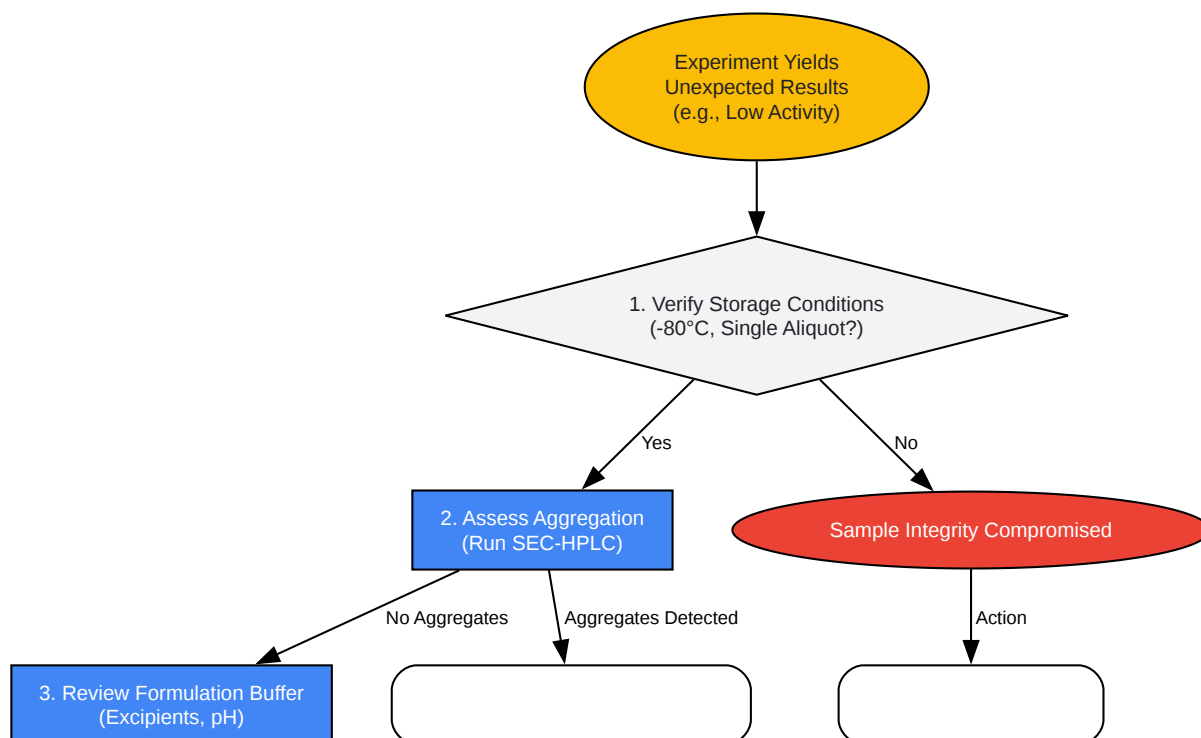 Experiment Yields
Unexpected Results
(e.g., Low Activity)
1. Verify Storage Conditions
(-80°C, Single Aliquot?)
Yes
No
2. Assess Aggregation
(Run SEC-HPLC)
Sample Integrity Compromised
No Aggregates
Aggregates Detected
Action
3. Review Formulation Buffer
(Excipients, pH)